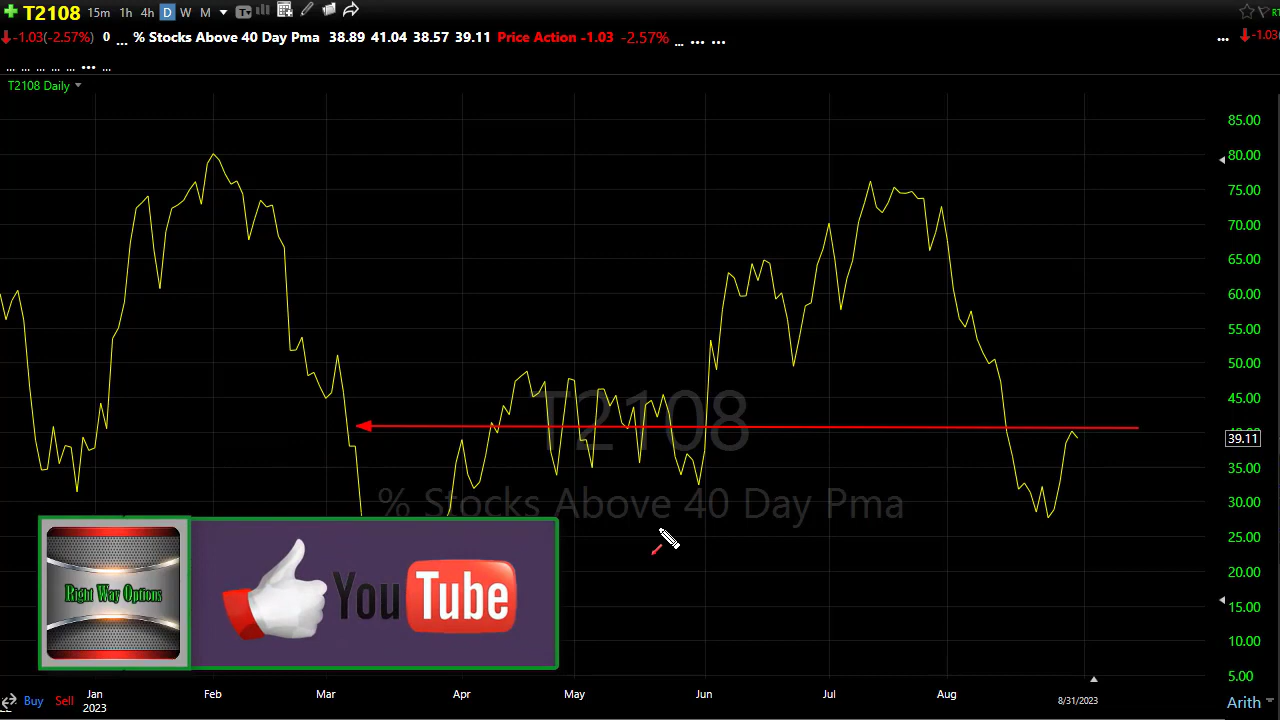 T2108 15m 1h 4h D W M
-1.03(-2.57%) 0 ... % Stocks Above 40 Day Pma 38.89 41.04 38.57 39.11 Price Action -1.03 -2.57% ... ... ... ... -1.03(
... ... ... ... ... ... ...
T2108 Daily
85.00
80.00
75.00
70.00
65.00
60.00
55.00
50.00
45.00
39.11
35.00
30.00
25.00
20.00
15.00
10.00
5.00
T2108
% Stocks Above 40 Day Pma
Right Way Options
YouTube
Buy Sell
Jan Feb Mar Apr May Jun Jul Aug
2023 8/31/2023
Arith